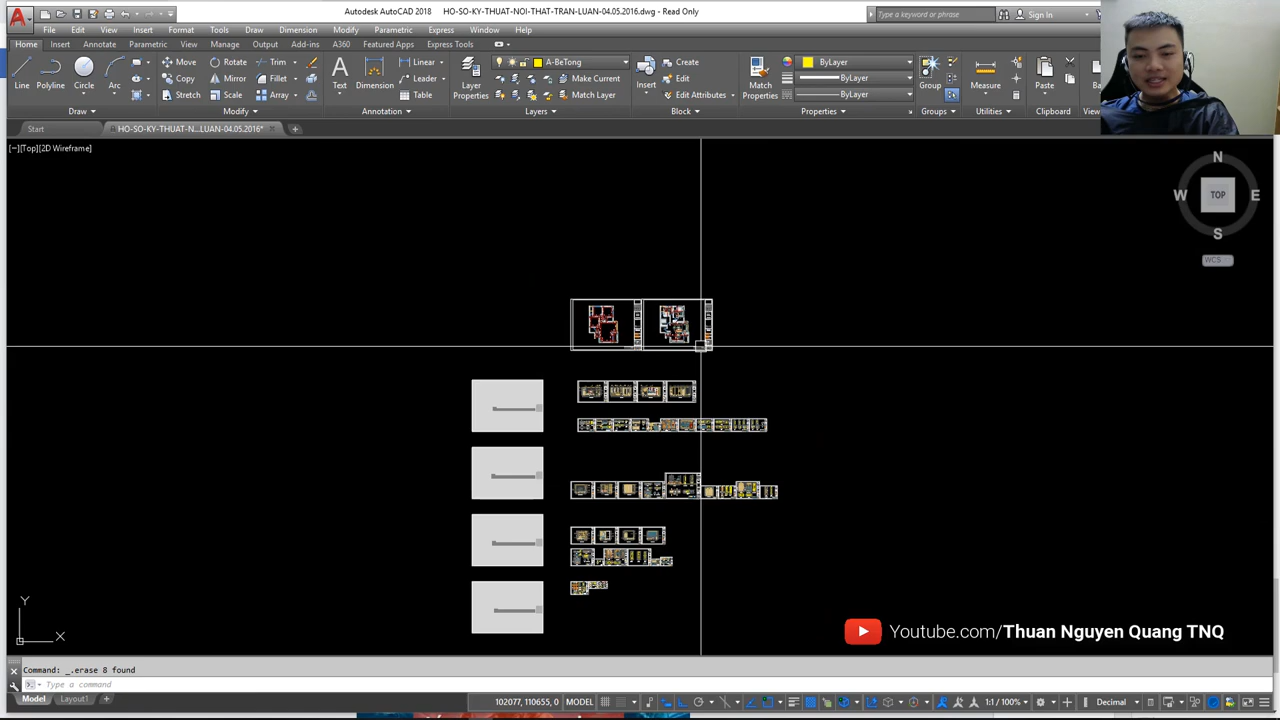 Autodesk AutoCAD 2018 HO-SO-KY-THUAT-NOI-THAT-TRAN-LUAN-04.05.2016.dwg - Read Only
Type a keyword or phrase
Sign In
File Edit View Insert Format Tools Draw Dimension Modify Parametric Express Window Help
Home Insert Annotate Parametric View Manage Output Add-ins A360 Featured Apps Express Tools
Line Polyline Circle Arc
Move Rotate Trim
Copy Mirror Fillet
Stretch Scale Array
Text Dimension
Linear
Leader
Table
Layer Properties
A-BeTong
Make Current
Match Layer
Insert
Create
Edit
Edit Attributes
Match Properties
ByLayer
ByLayer
ByLayer
Group
Measure
Paste
Draw Modify Annotation Layers Block Properties Groups Utilities Clipboard
Start HO-SO-KY-THUAT-N...LUAN-04.05.2016*
[−][Top][2D Wireframe]
N
W TOP E
S
WCS
Y
X
Youtube.com/Thuan Nguyen Quang TNQ
Command: _.erase 8 found
Type a command
Model Layout1
102077, 110655, 0 MODEL 1:1 / 100% Decimal